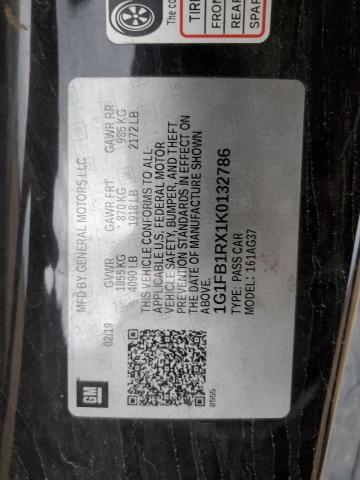 The co
TIRE
FRON
REAR
SPAR
MFD BY GENERAL MOTORS LLC
02/19 GVWR GAWR FRT GAWR RR
1855 KG 870 KG 985 KG
4090 LB 1918 LB 2172 LB
THIS VEHICLE CONFORMS TO ALL
APPLICABLE U.S. FEDERAL MOTOR
VEHICLE SAFETY, BUMPER, AND THEFT
PREVENTION STANDARDS IN EFFECT ON
THE DATE OF MANUFACTURE SHOWN
ABOVE.
1G1FB1RX1K0132786
TYPE: PASS CAR
MODEL: 161AG37
GM